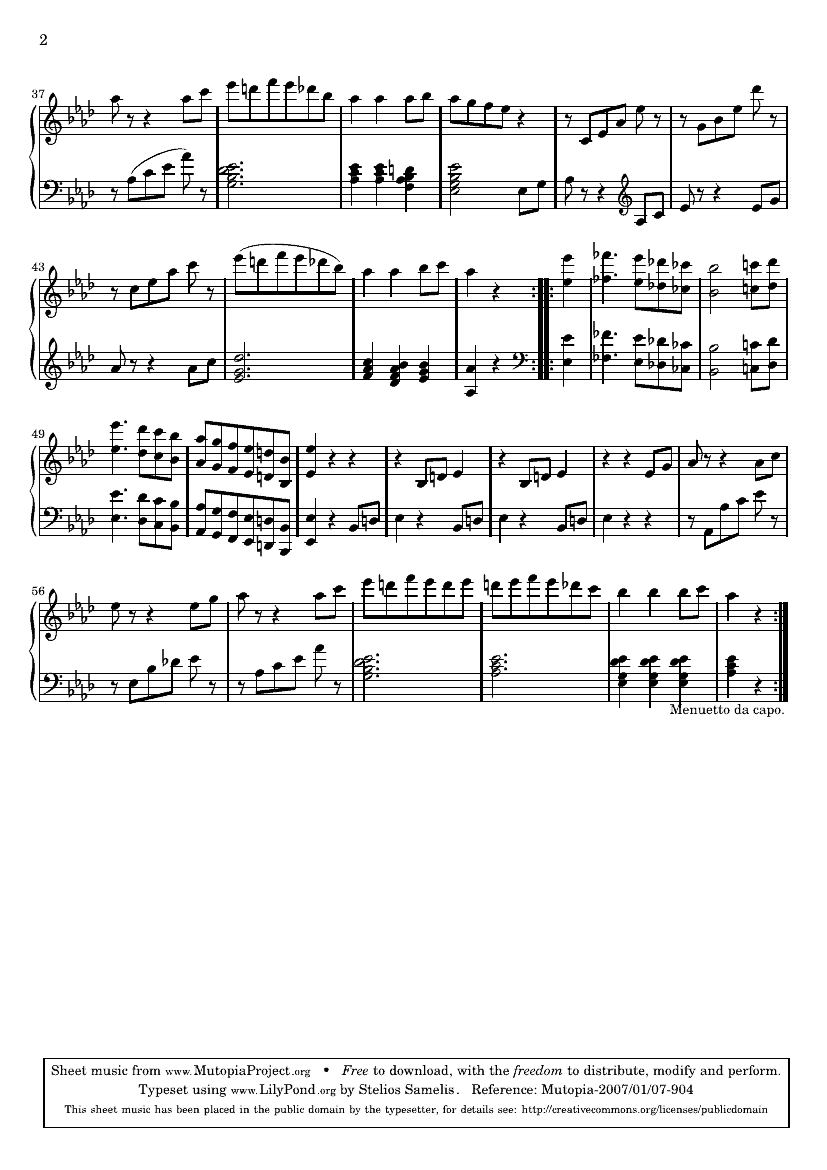 2
37
43
49
56
Menuetto da capo.
Sheet music from www.MutopiaProject.org • Free to download, with the freedom to distribute, modify and perform.
Typeset using www.LilyPond.org by Stelios Samelis. Reference: Mutopia-2007/01/07-904
This sheet music has been placed in the public domain by the typesetter, for details see: http://creativecommons.org/licenses/publicdomain